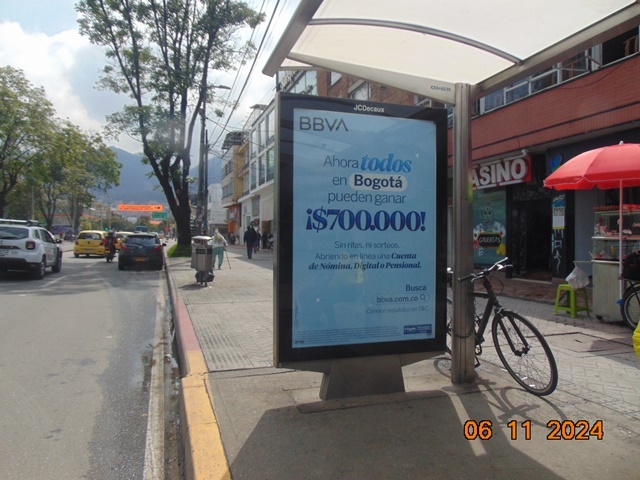 JCDecaux
BBVA
Ahora todos
en Bogotá
pueden ganar
¡$700.000!
Sin rifas, ni sorteos.
Abriendo en línea una Cuenta
de Nómina, Digital o Pensional.
Busca
bbva.com.co
CASINO
06 11 2024